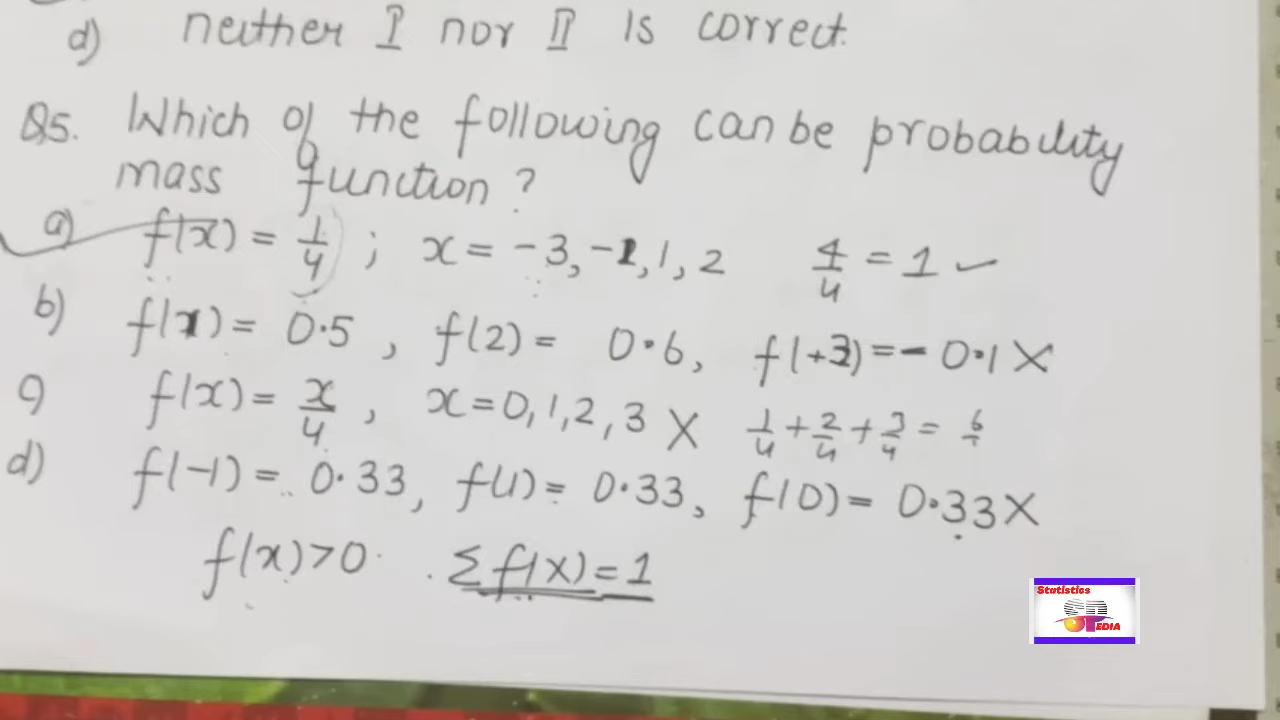 d) neither I nor II is correct.
Q5. Which of the following can be probability
mass function ?
a) f(x) = 1/4 ; x = -3, -1, 1, 2 4/4 = 1 ✓
b) f(1) = 0.5 , f(2) = 0.6, f(+3) = - 0.1 X
c) f(x) = x/4 , x = 0, 1, 2, 3 X 1/4 + 2/4 + 3/4 = 6
d) f(-1) = 0.33, f(1) = 0.33, f(0) = 0.33 X
f(x) > 0 Σ f(x) = 1
Statistics
PEDIA